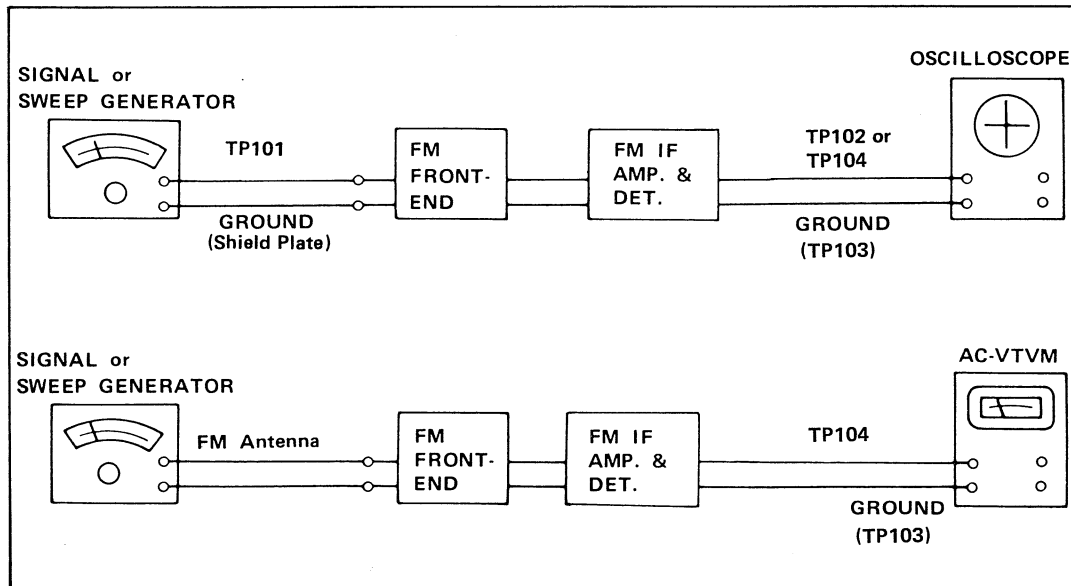 SIGNAL or
SWEEP GENERATOR
TP101
GROUND
(Shield Plate)
FM
FRONT-
END
FM IF
AMP. &
DET.
TP102 or
TP104
GROUND
(TP103)
OSCILLOSCOPE
SIGNAL or
SWEEP GENERATOR
FM Antenna
FM
FRONT-
END
FM IF
AMP. &
DET.
TP104
GROUND
(TP103)
AC-VTVM